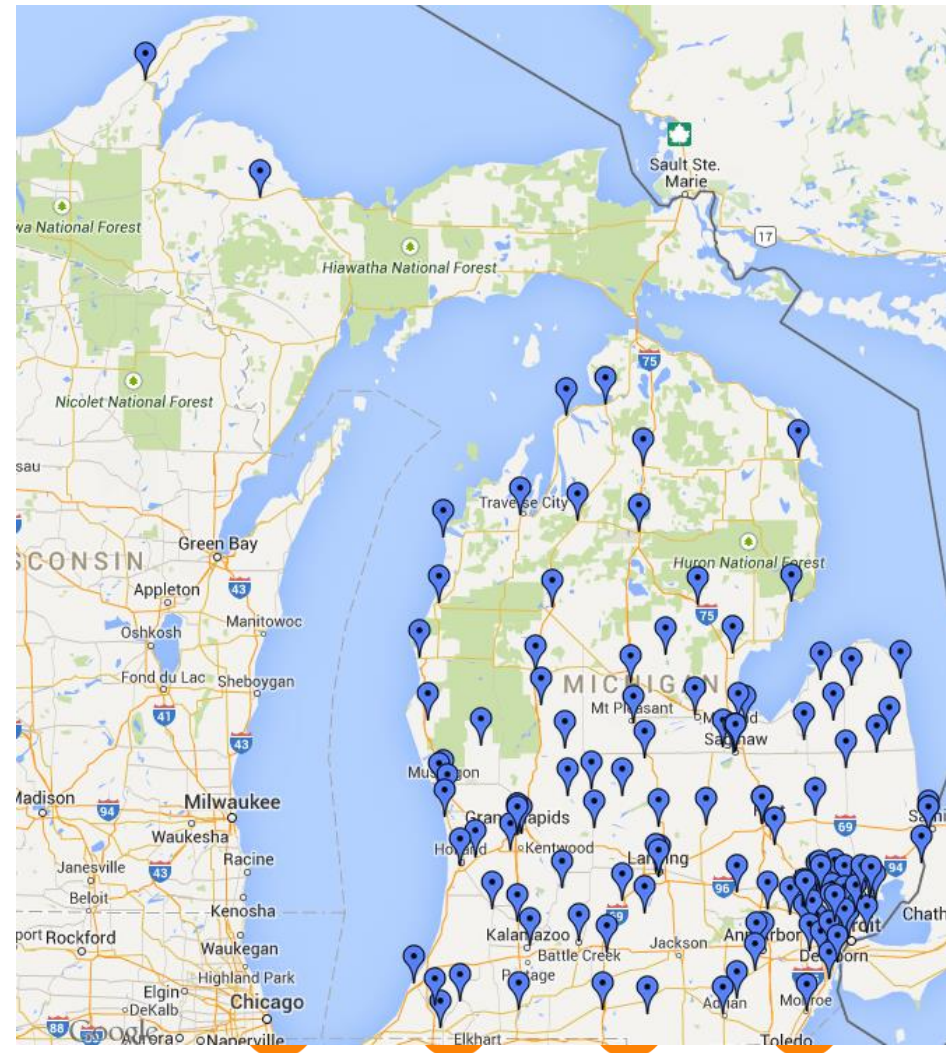 Sault Ste.
Marie
17
wa National Forest
Hiawatha National Forest
75
Nicolet National Forest
sau
Traverse City
Green Bay
SCONSIN
Huron National Forest
43
Appleton
75
Manitowoc
Oshkosh
Fond du Lac
Sheboygan
MICHIGAN
Mt Pleasant
41
43
Saginaw
Muskegon
Madison
94
Milwaukee
Grand Rapids
69
Waukesha
Kentwood
Holland
Lansing
Racine
94
Janesville
43
96
Beloit
Kenosha
69
Chath
port
Rockford
Kalamazoo
Ann Arbor
Detroit
Waukegan
Jackson
Battle Creek
Dearborn
Highland Park
Portage
Elgin
Chicago
Adrian
Monroe
DeKalb
88
Google
Aurora
Naperville
Elkhart
Toledo